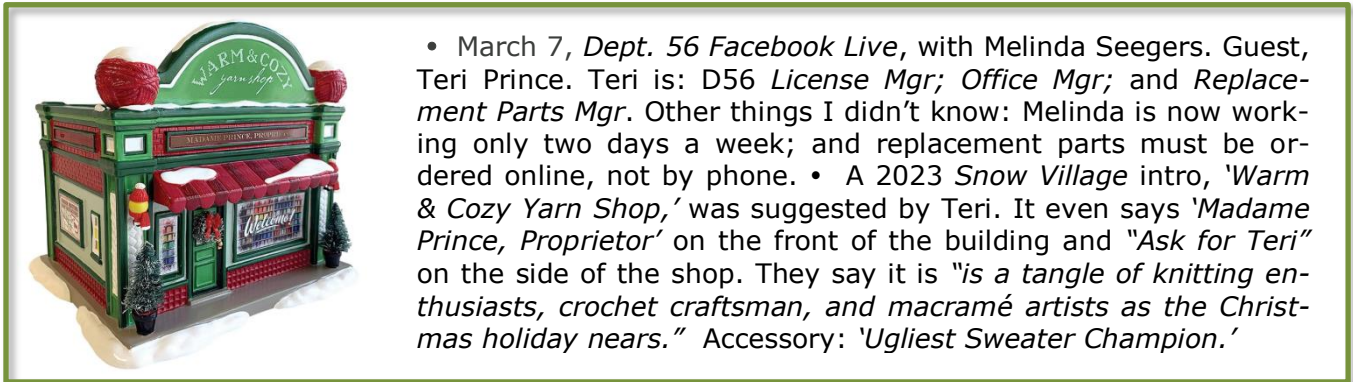 WARM & COZY
yarn shop
MADAME PRINCE, PROPRIETOR
Welcome!
• March 7, Dept. 56 Facebook Live, with Melinda Seegers. Guest,
Teri Prince. Teri is: D56 License Mgr; Office Mgr; and Replace-
ment Parts Mgr. Other things I didn’t know: Melinda is now work-
ing only two days a week; and replacement parts must be or-
dered online, not by phone. • A 2023 Snow Village intro, ‘Warm
& Cozy Yarn Shop,’ was suggested by Teri. It even says ‘Madame
Prince, Proprietor’ on the front of the building and “Ask for Teri”
on the side of the shop. They say it is “is a tangle of knitting en-
thusiasts, crochet craftsman, and macramé artists as the Christ-
mas holiday nears.” Accessory: ‘Ugliest Sweater Champion.’